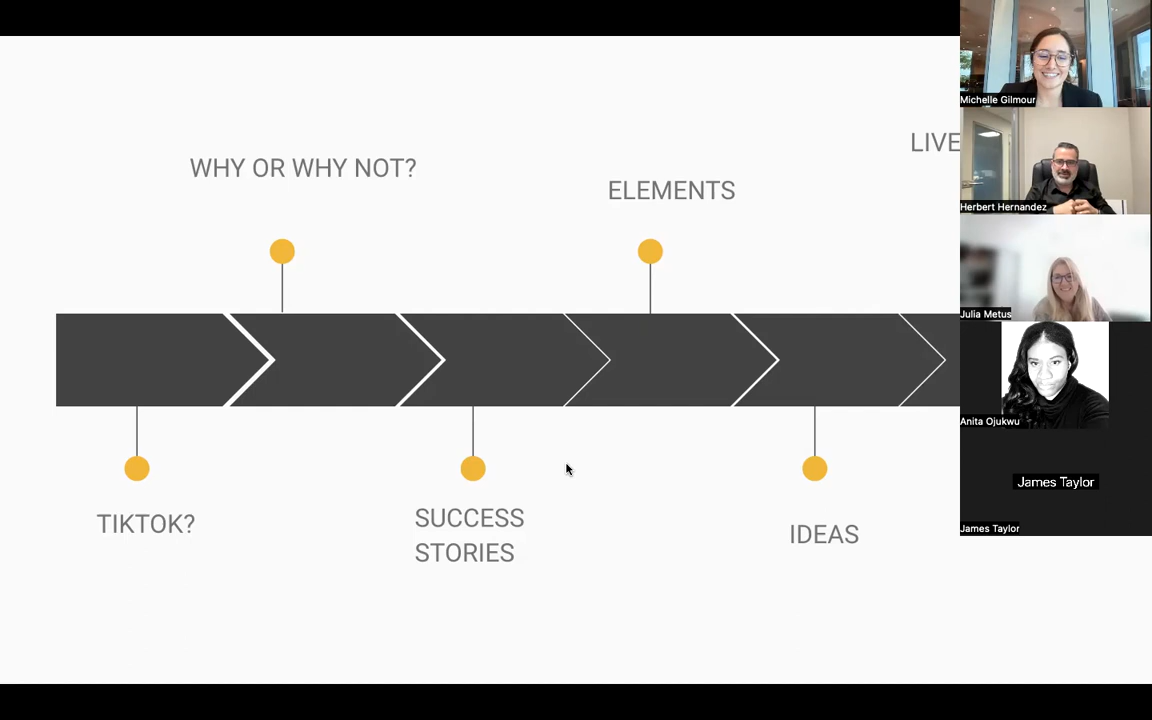 WHY OR WHY NOT?
ELEMENTS
LIVE
TIKTOK?
SUCCESS
STORIES
IDEAS
Michelle Gilmour
Herbert Hernandez
Julia Metus
Anita Ojukwu
James Taylor
James Taylor